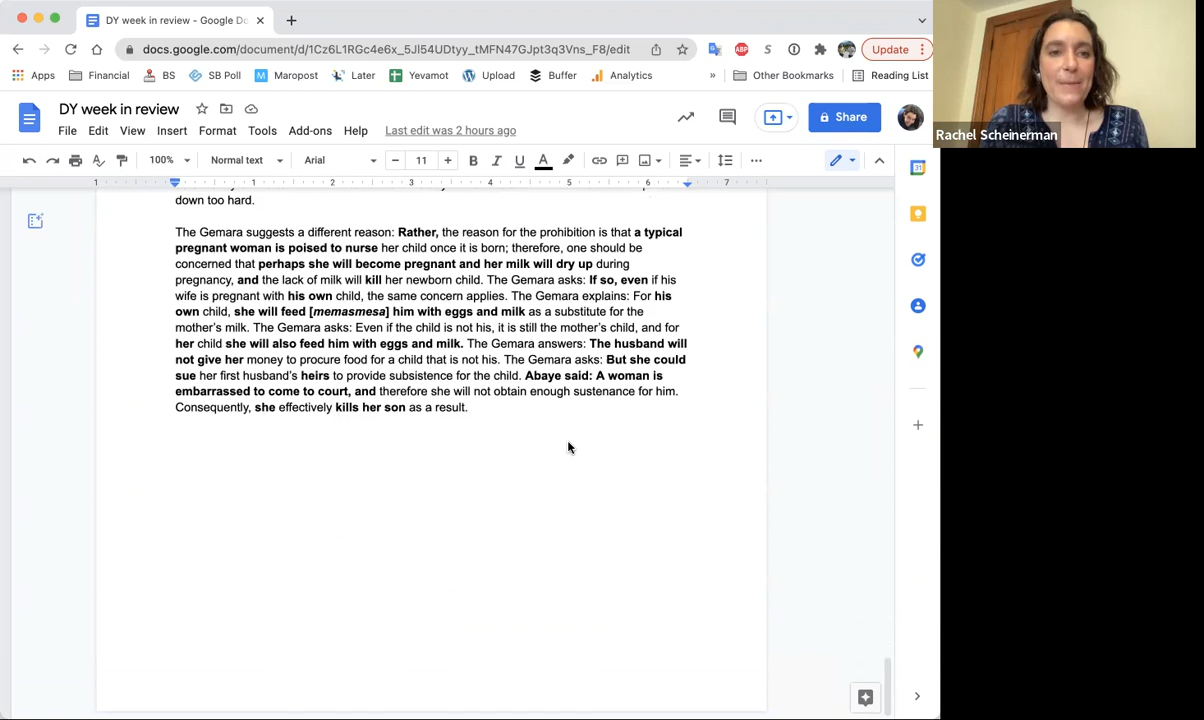 DY week in review - Google Do
docs.google.com/document/d/1Cz6L1RGc4e6x_5Jl54UDtyy_tMFN47GJpt3q3Vns_F8/edit
ABP
Update
Apps
Financial
BS
SB Poll
Maropost
Later
Yevamot
Upload
Buffer
Analytics
»
Other Bookmarks
Reading List
Rachel Scheinerman
DY week in review
File Edit View Insert Format Tools Add-ons Help Last edit was 2 hours ago
Share
100% Normal text Arial 11 B I U A
1 1 2 3 4 5 6 7
down too hard.
The Gemara suggests a different reason: Rather, the reason for the prohibition is that a typical
pregnant woman is poised to nurse her child once it is born; therefore, one should be
concerned that perhaps she will become pregnant and her milk will dry up during
pregnancy, and the lack of milk will kill her newborn child. The Gemara asks: If so, even if his
wife is pregnant with his own child, the same concern applies. The Gemara explains: For his
own child, she will feed [memasmesa] him with eggs and milk as a substitute for the
mother's milk. The Gemara asks: Even if the child is not his, it is still the mother's child, and for
her child she will also feed him with eggs and milk. The Gemara answers: The husband will
not give her money to procure food for a child that is not his. The Gemara asks: But she could
sue her first husband's heirs to provide subsistence for the child. Abaye said: A woman is
embarrassed to come to court, and therefore she will not obtain enough sustenance for him.
Consequently, she effectively kills her son as a result.